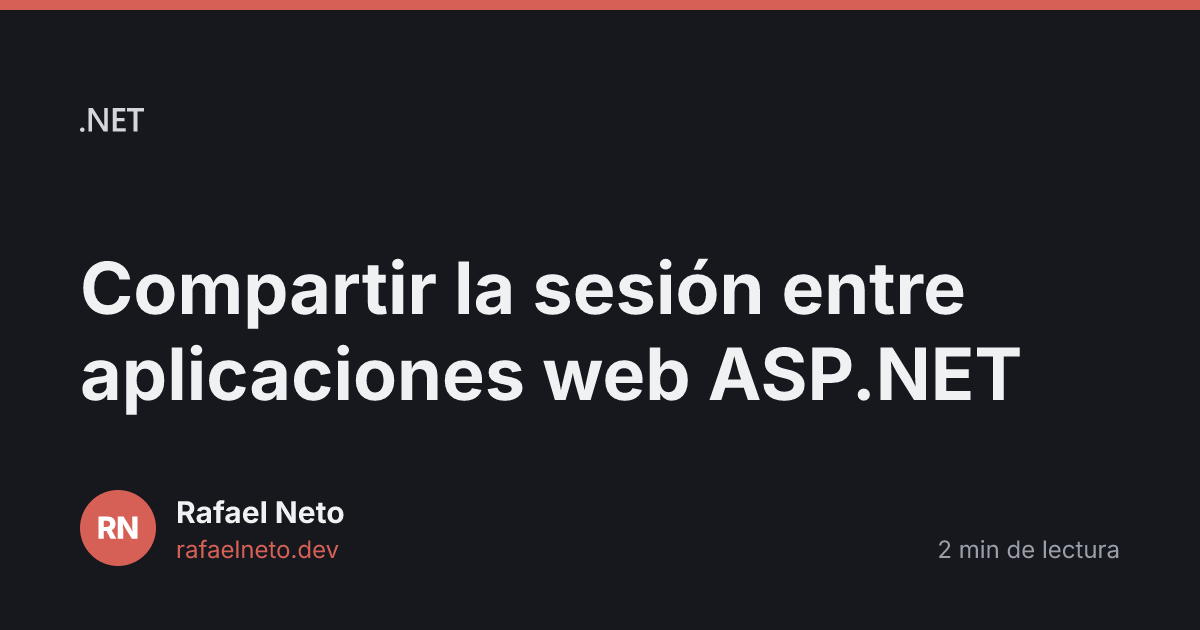 .NET
Compartir la sesión entre
aplicaciones web ASP.NET
RN
Rafael Neto
rafaelneto.dev
2 min de lectura